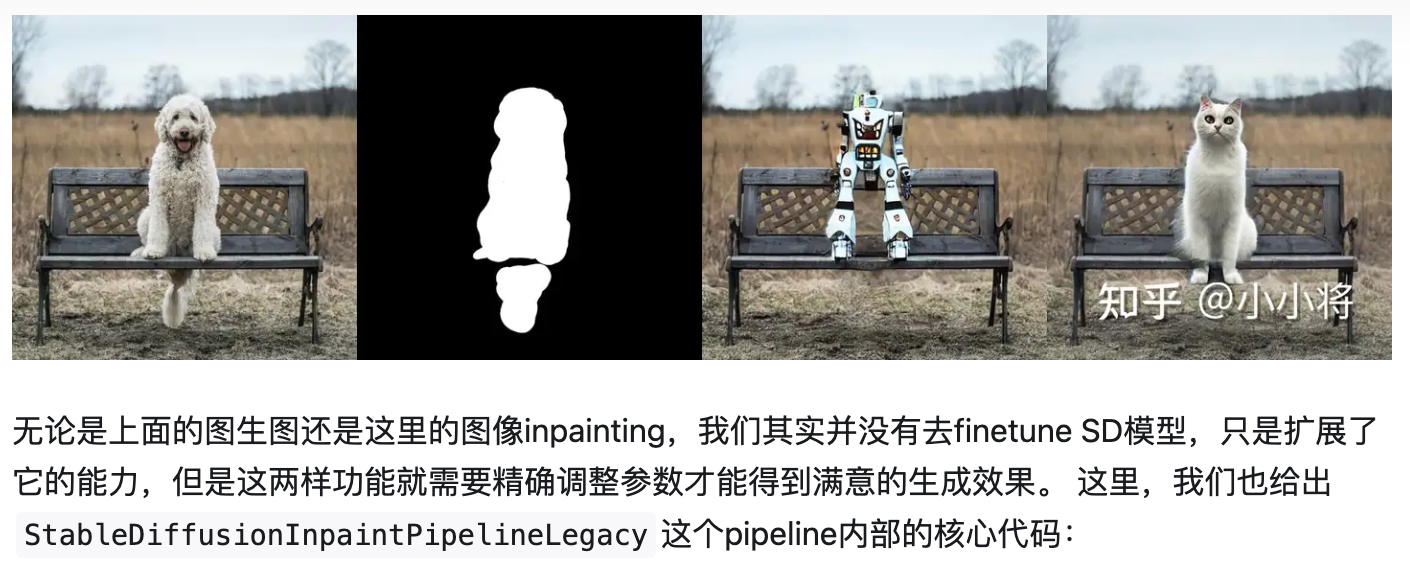 知乎 @小小将
无论是上面的图生图还是这里的图像inpainting，我们其实并没有去finetune SD模型，只是扩展了
它的能力，但是这两样功能就需要精确调整参数才能得到满意的生成效果。 这里，我们也给出
StableDiffusionInpaintPipelineLegacy 这个pipeline内部的核心代码：